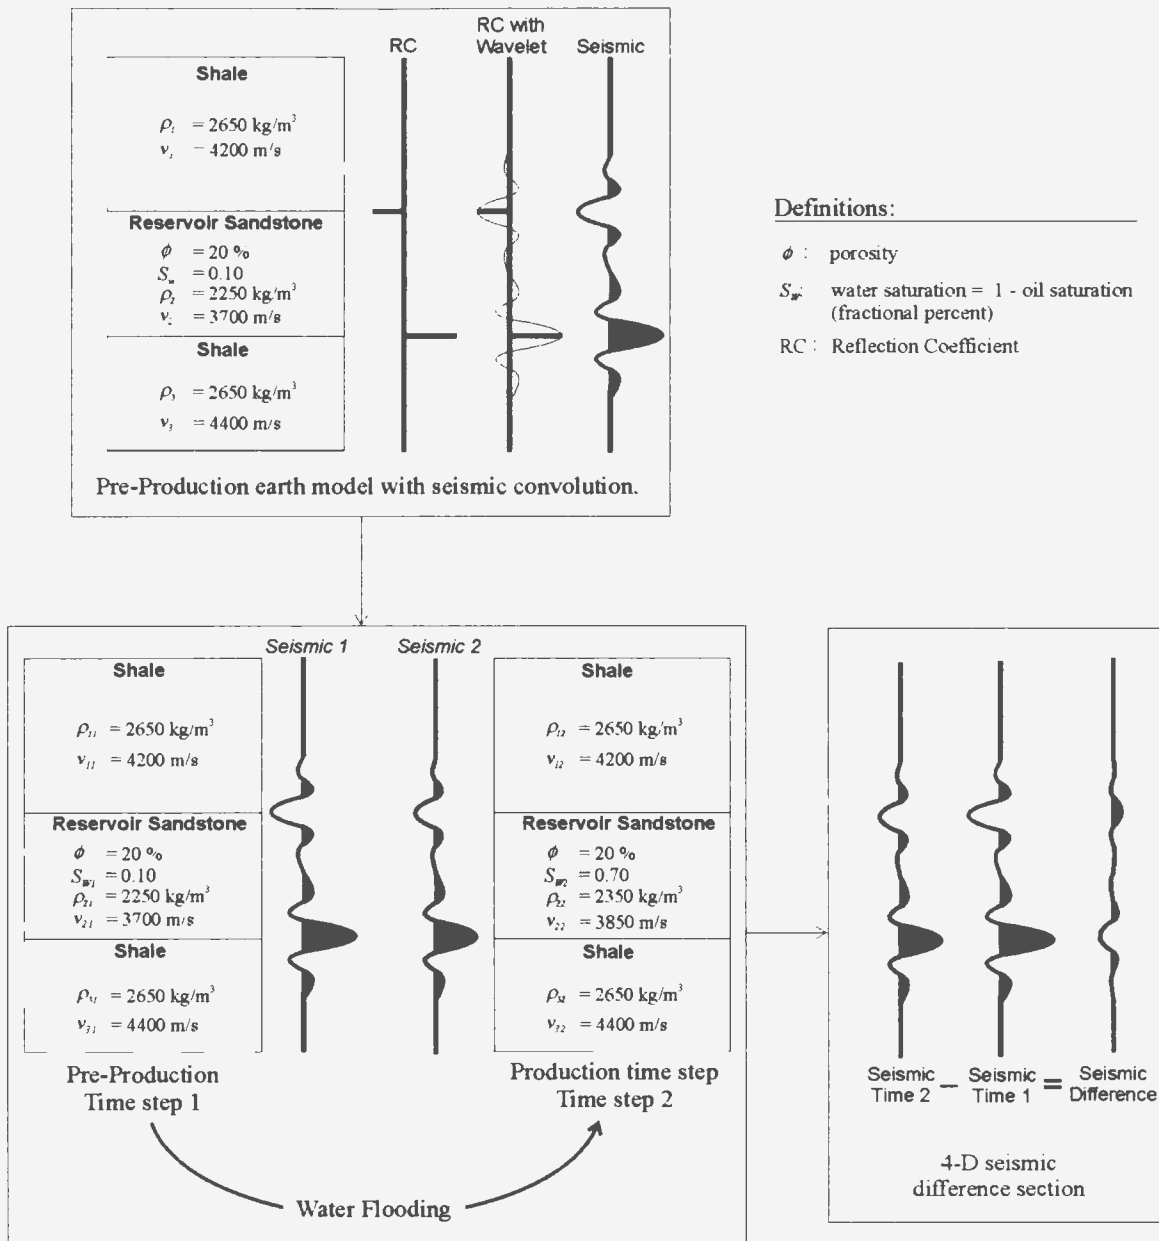 RC
RC with
Wavelet
Seismic
Shale
ρ₁ = 2650 kg/m³
v₁ = 4200 m/s
Reservoir Sandstone
ϕ = 20 %
S_w = 0.10
ρ₂ = 2250 kg/m³
v₂ = 3700 m/s
Shale
ρ₃ = 2650 kg/m³
v₃ = 4400 m/s
Pre-Production earth model with seismic convolution.
Definitions:
ϕ : porosity
S_w: water saturation = 1 - oil saturation
(fractional percent)
RC : Reflection Coefficient
Seismic 1
Seismic 2
Shale
ρ₁₁ = 2650 kg/m³
v₁₁ = 4200 m/s
Reservoir Sandstone
ϕ = 20 %
S_w₁ = 0.10
ρ₂₁ = 2250 kg/m³
v₂₁ = 3700 m/s
Shale
ρ₃₁ = 2650 kg/m³
v₃₁ = 4400 m/s
Pre-Production
Time step 1
Shale
ρ₁₂ = 2650 kg/m³
v₁₂ = 4200 m/s
Reservoir Sandstone
ϕ = 20 %
S_w₂ = 0.70
ρ₂₂ = 2350 kg/m³
v₂₂ = 3850 m/s
Shale
ρ₃₂ = 2650 kg/m³
v₃₂ = 4400 m/s
Production time step
Time step 2
Water Flooding
Seismic Time 2 – Seismic Time 1 = Seismic Difference
4-D seismic
difference section